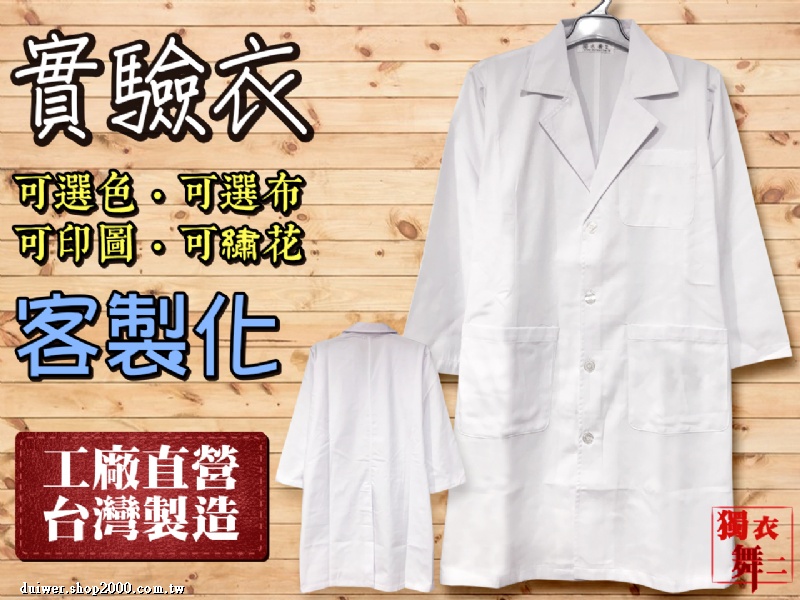 實驗衣
可選色・可選布
可印圖・可繡花
客製化
工廠直營
台灣製造
duiwer.shop2000.com.tw
獨衣
舞二